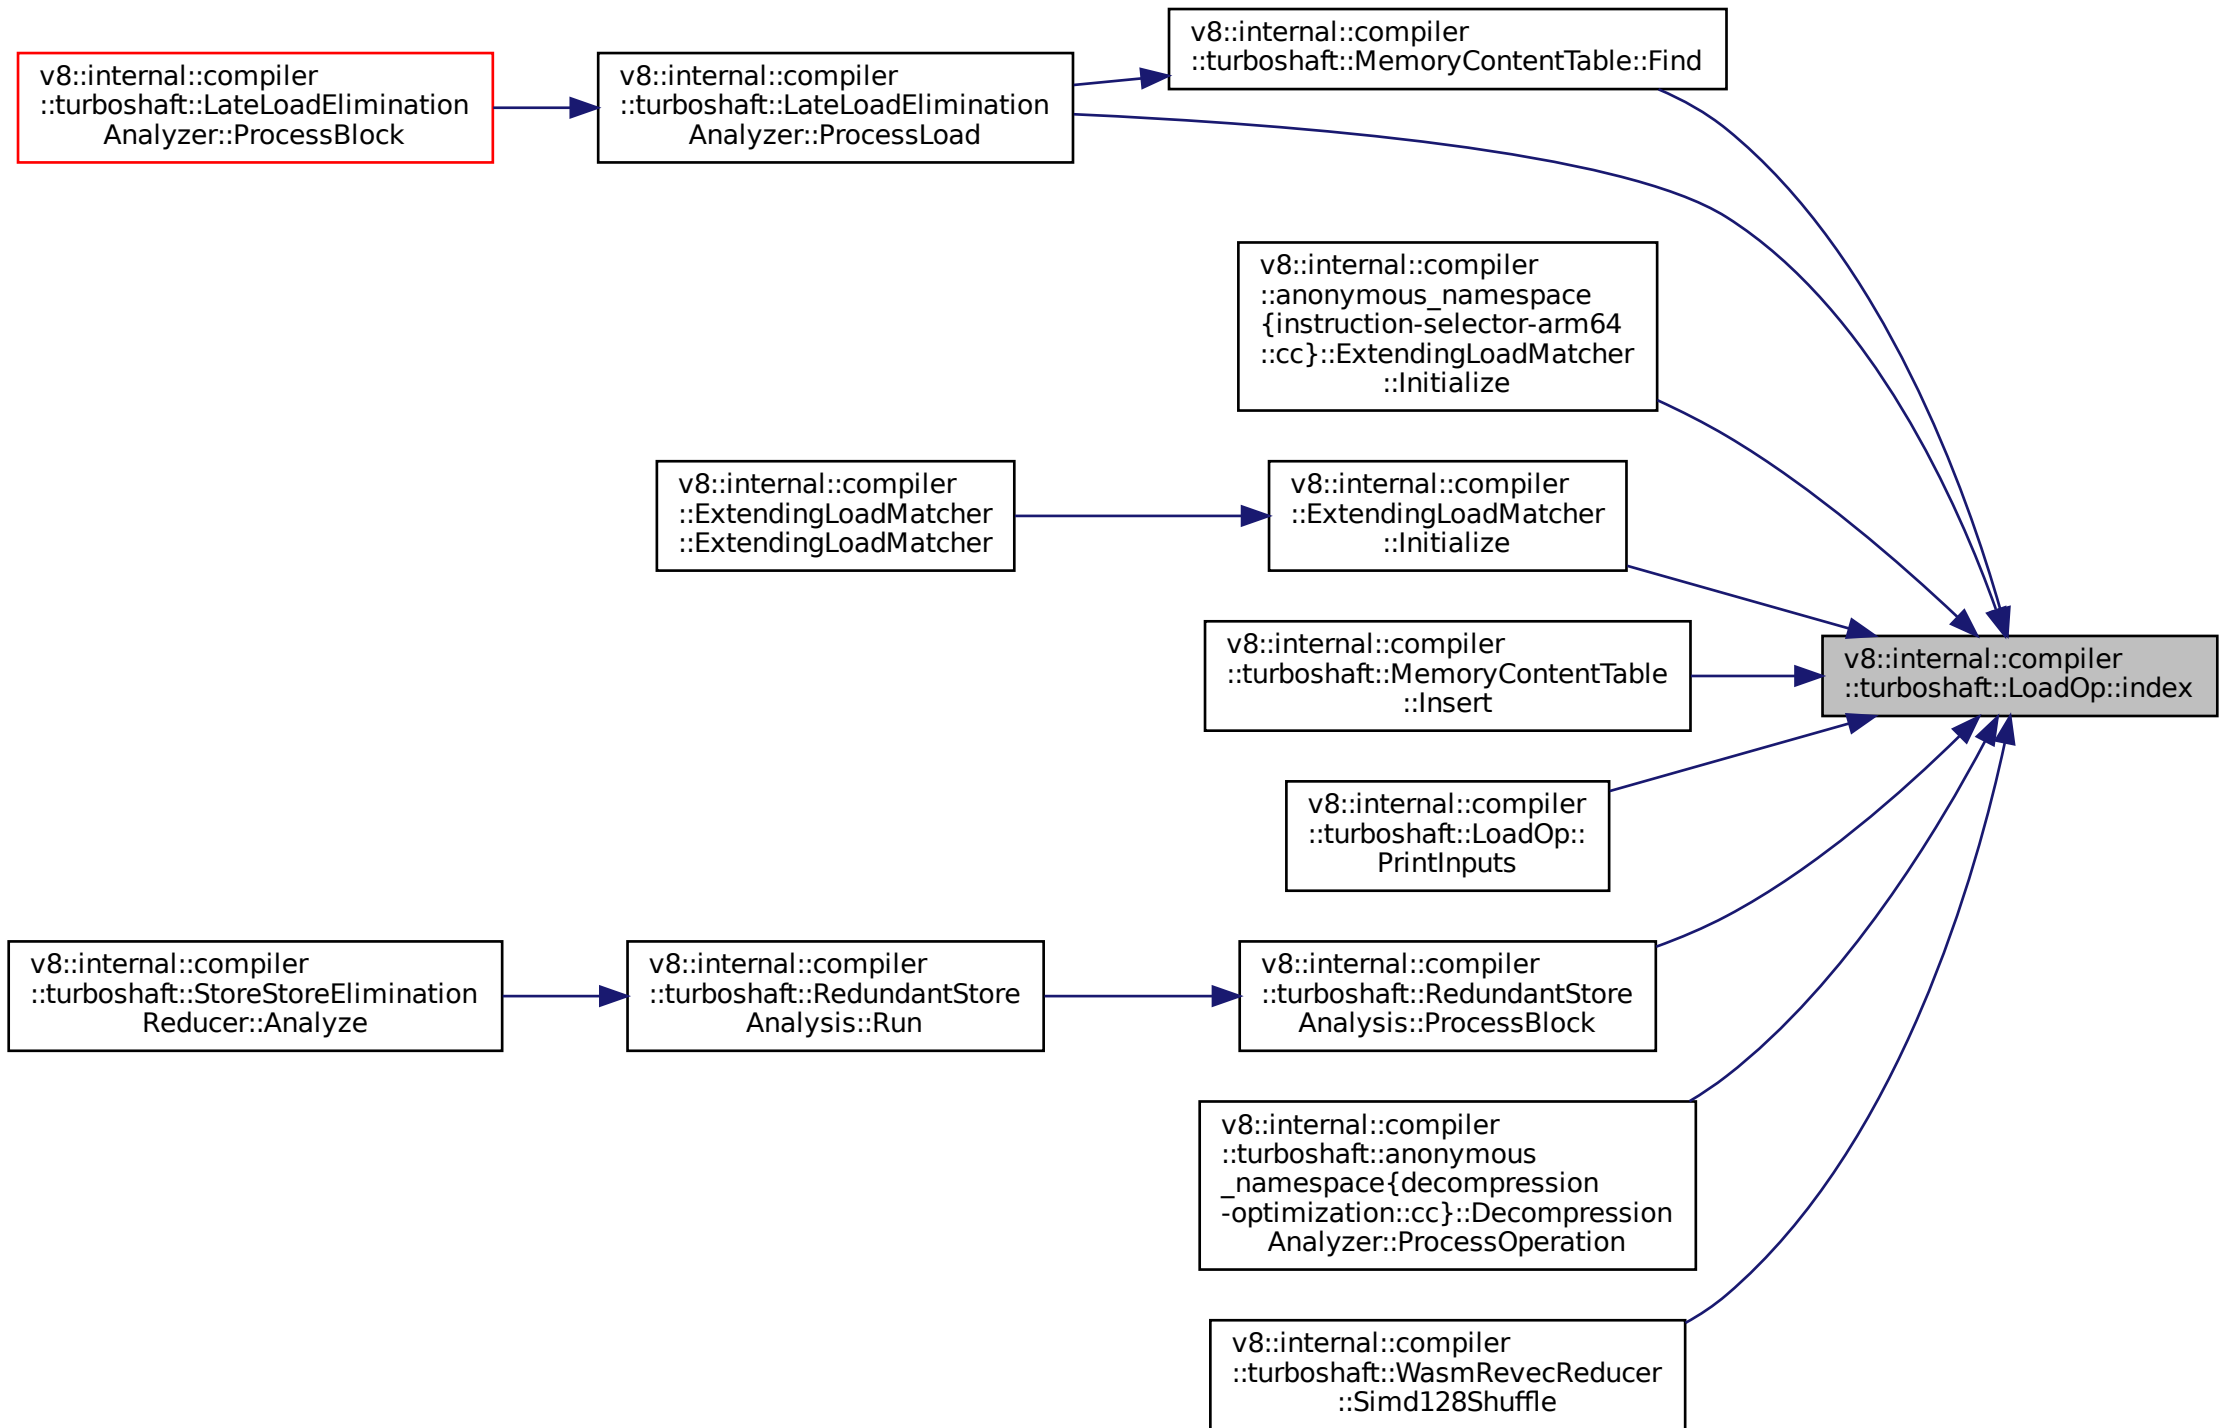 v8::internal::compiler
::turboshaft::MemoryContentTable::Find
v8::internal::compiler
::turboshaft::LateLoadElimination
Analyzer::ProcessBlock
v8::internal::compiler
::turboshaft::LateLoadElimination
Analyzer::ProcessLoad
v8::internal::compiler
::anonymous_namespace
{instruction-selector-arm64
::cc}::ExtendingLoadMatcher
::Initialize
v8::internal::compiler
::ExtendingLoadMatcher
::ExtendingLoadMatcher
v8::internal::compiler
::ExtendingLoadMatcher
::Initialize
v8::internal::compiler
::turboshaft::MemoryContentTable
::Insert
v8::internal::compiler
::turboshaft::LoadOp::index
v8::internal::compiler
::turboshaft::LoadOp::
PrintInputs
v8::internal::compiler
::turboshaft::StoreStoreElimination
Reducer::Analyze
v8::internal::compiler
::turboshaft::RedundantStore
Analysis::Run
v8::internal::compiler
::turboshaft::RedundantStore
Analysis::ProcessBlock
v8::internal::compiler
::turboshaft::anonymous
_namespace{decompression
-optimization::cc}::Decompression
Analyzer::ProcessOperation
v8::internal::compiler
::turboshaft::WasmRevecReducer
::Simd128Shuffle